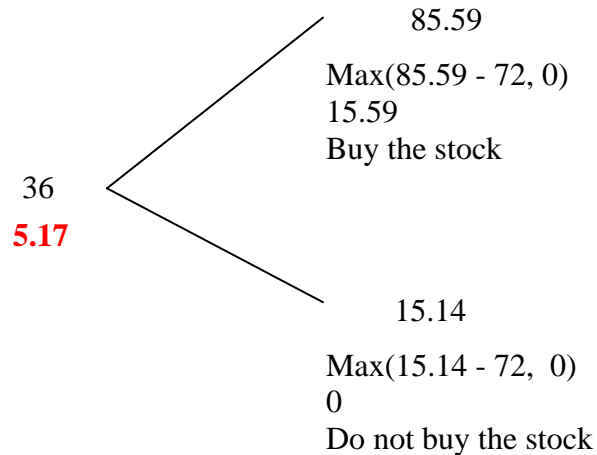 85.59
Max(85.59 - 72, 0)
15.59
Buy the stock
36
5.17
15.14
Max(15.14 - 72,  0)
0
Do not buy the stock